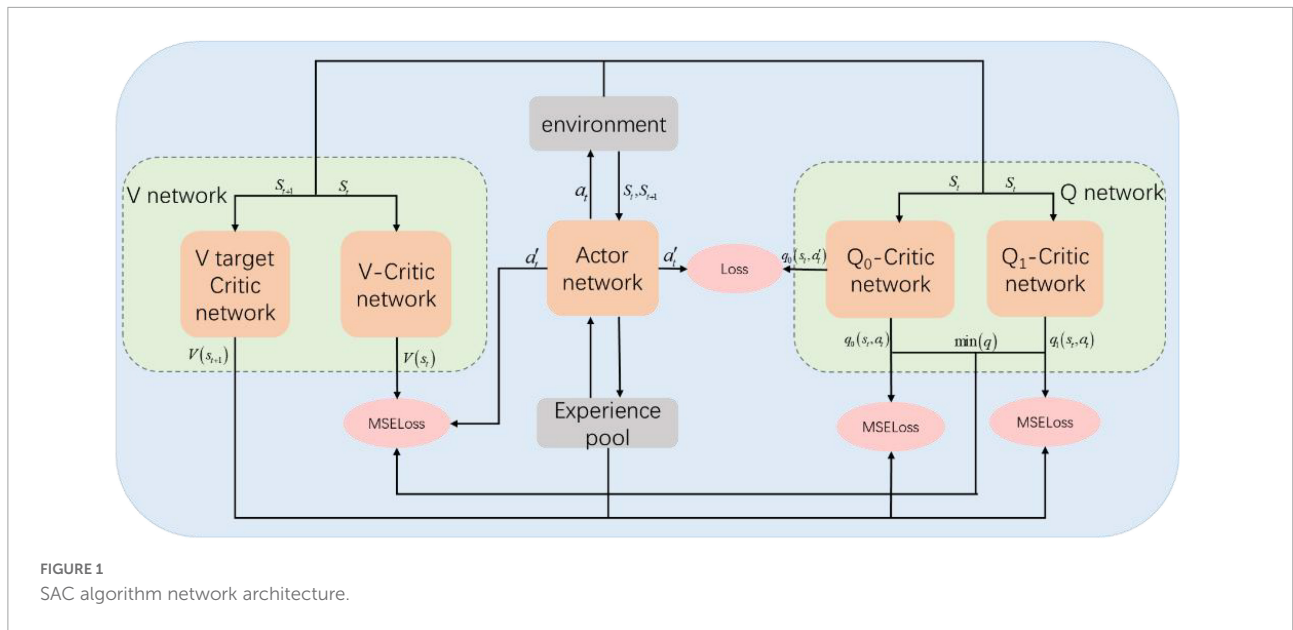 environment
V network
S_{t+1}
S_t
a_t
S_t, S_{t+1}
S_t
S_t
Q network
V target
Critic
network
V-Critic
network
a'_t
Actor
network
a'_t
Loss
q_0(s_t, a'_t)
Q_0-Critic
network
Q_1-Critic
network
V(s_{t+1})
V(s_t)
q_0(s_t, a_t)
min(q)
q_1(s_t, a_t)
MSELoss
Experience
pool
MSELoss
MSELoss
FIGURE 1
SAC algorithm network architecture.